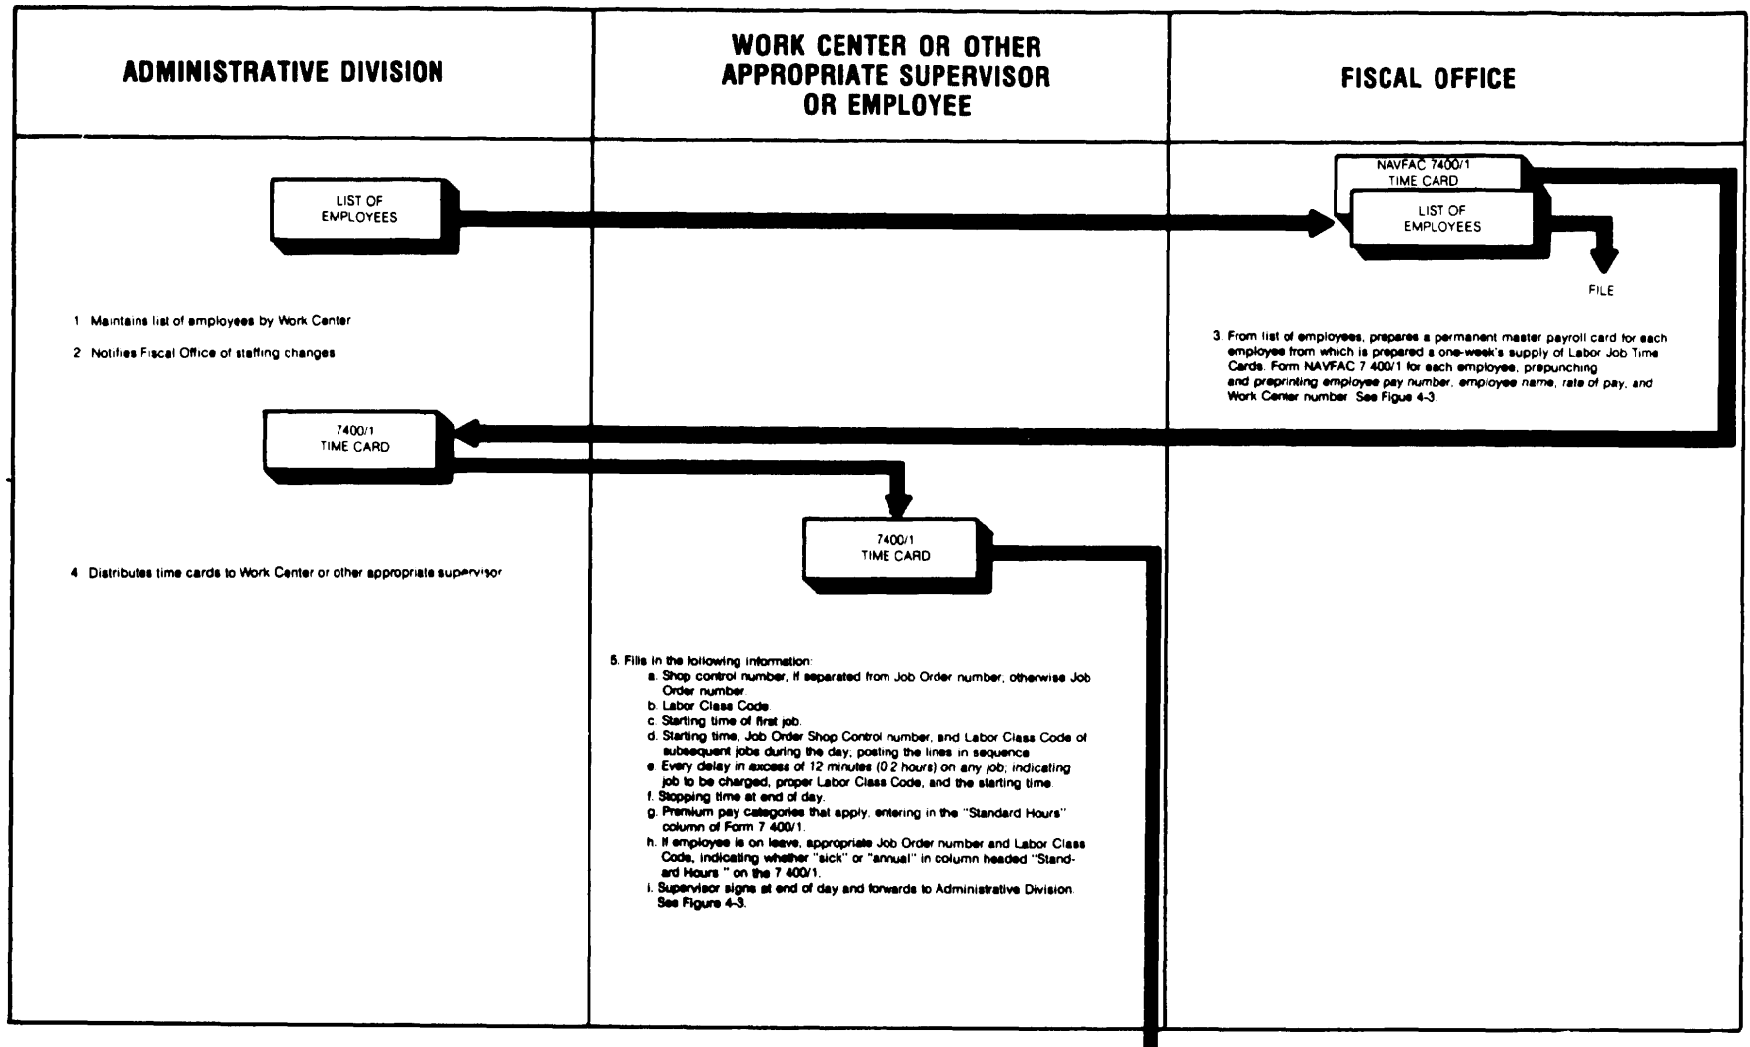 ADMINISTRATIVE DIVISION
WORK CENTER OR OTHER
APPROPRIATE SUPERVISOR
OR EMPLOYEE
FISCAL OFFICE
LIST OF
EMPLOYEES
NAVFAC 7400/1
TIME CARD
LIST OF
EMPLOYEES
FILE
1 Maintains list of employees by Work Center
2 Notifies Fiscal Office of staffing changes
3. From list of employees, prepares a permanent master payroll card for each
employee from which is prepared a one-week's supply of Labor Job Time
Cards. Form NAVFAC 7 400/1 for each employee, prepunching
and preprinting employee pay number, employee name, rate of pay, and
Work Center number. See Figue 4-3.
7400/1
TIME CARD
7400/1
TIME CARD
4 Distributes time cards to Work Center or other appropriate supervisor
5. Fills in the following information:
a. Shop control number, if separated from Job Order number, otherwise Job
Order number.
b. Labor Class Code.
c. Starting time of first job.
d. Starting time, Job Order Shop Control number, and Labor Class Code of
subsequent jobs during the day; posting the lines in sequence
e. Every delay in excess of 12 minutes (0.2 hours) on any job; indicating
job to be charged, proper Labor Class Code, and the starting time.
f. Stopping time at end of day.
g. Premium pay categories that apply, entering in the "Standard Hours"
column of Form 7 400/1.
h. If employee is on leave, appropriate Job Order number and Labor Class
Code, indicating whether "sick" or "annual" in column headed "Stand-
ard Hours " on the 7 400/1.
i. Supervisor signs at end of day and forwards to Administrative Division.
See Figure 4-3.